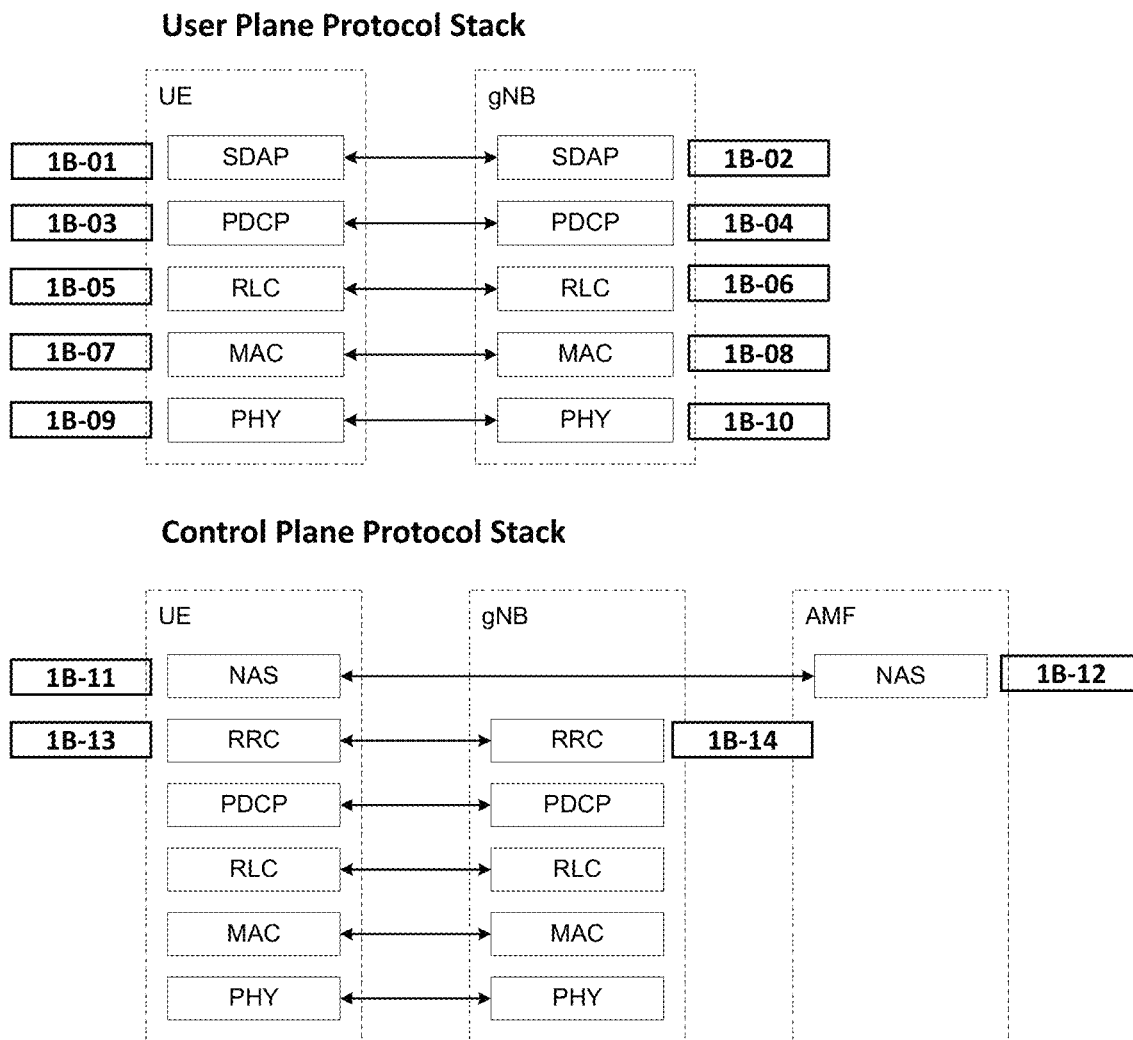 User Plane Protocol Stack
UE gNB
1B-01 SDAP SDAP 1B-02
1B-03 PDCP PDCP 1B-04
1B-05 RLC RLC 1B-06
1B-07 MAC MAC 1B-08
1B-09 PHY PHY 1B-10
Control Plane Protocol Stack
UE gNB AMF
1B-11 NAS NAS 1B-12
1B-13 RRC RRC 1B-14
PDCP PDCP
RLC RLC
MAC MAC
PHY PHY